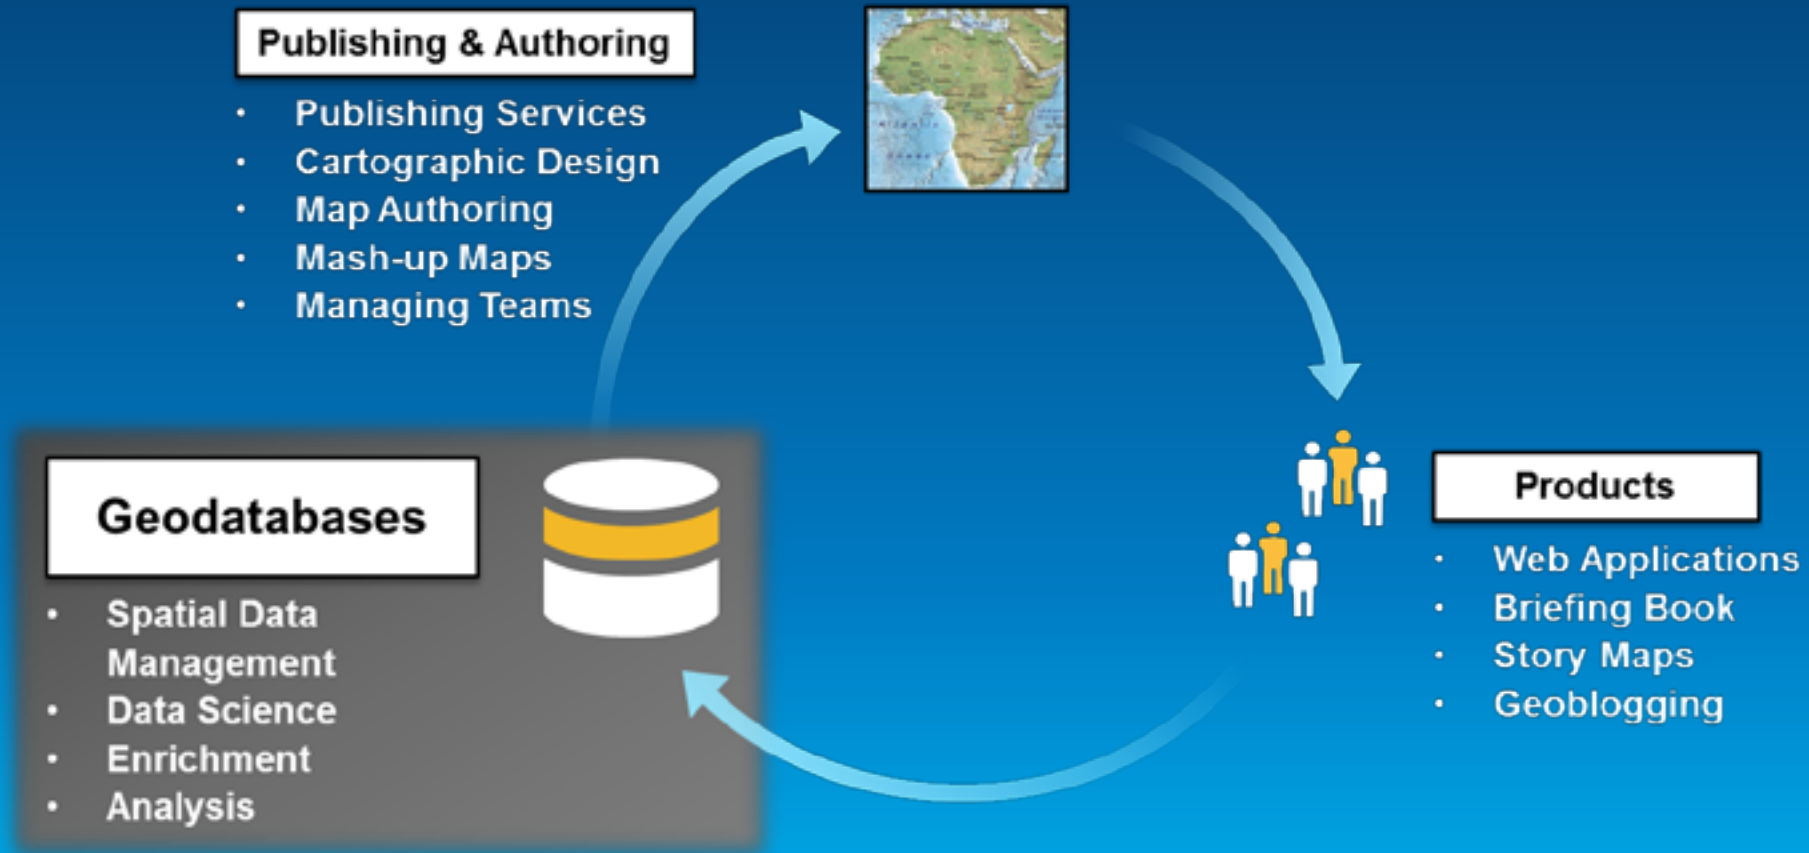 Publishing & Authoring
• Publishing Services
• Cartographic Design
• Map Authoring
• Mash-up Maps
• Managing Teams
Geodatabases
• Spatial Data
Management
• Data Science
• Enrichment
• Analysis
Products
• Web Applications
• Briefing Book
• Story Maps
• Geoblogging